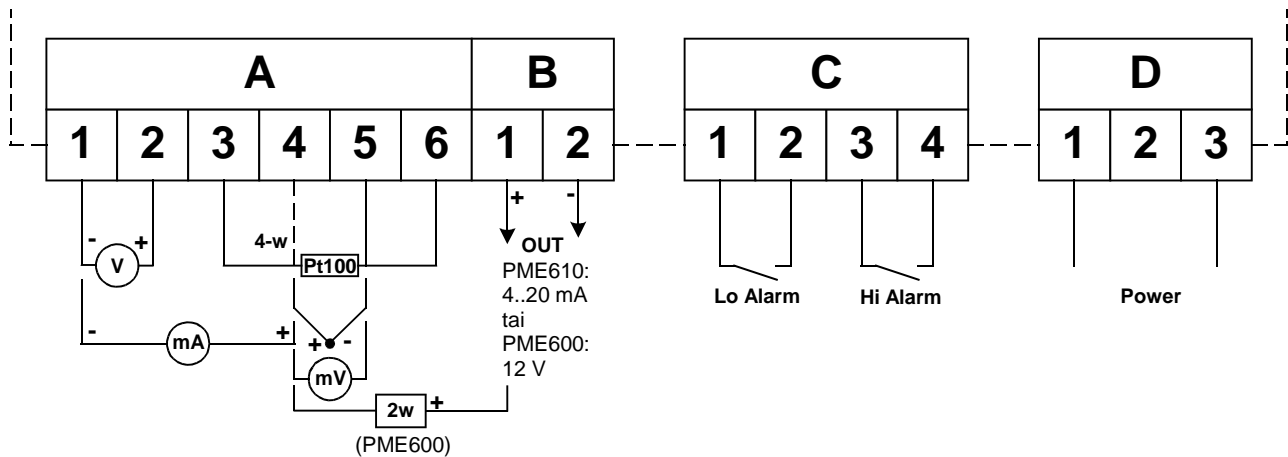 A B C D
1 2 3 4 5 6 1 2 1 2 3 4 1 2 3
+ -
- + 4-w OUT
V Pt100 PME610:
4..20 mA Lo Alarm Hi Alarm Power
tai
- mA + + - PME600:
mV 12 V
2w +
(PME600)